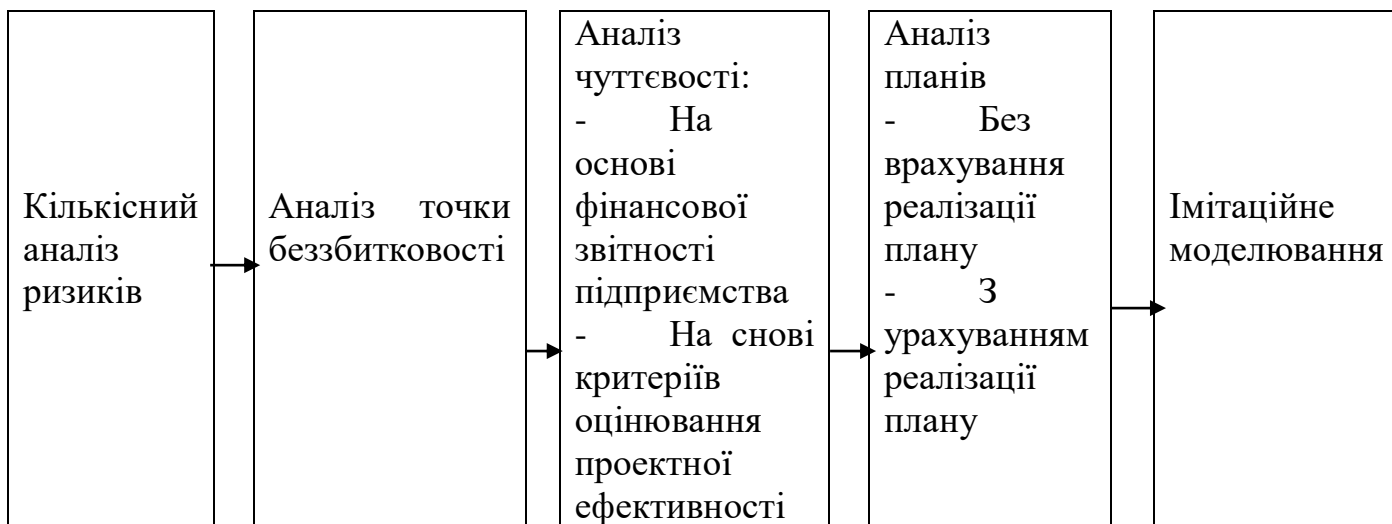 Кількісний
аналіз
ризиків
Аналіз точки
беззбитковості
Аналіз
чуттєвості:
- На
основі
фінансової
звітності
підприємства
- На снові
критеріїв
оцінювання
проектної
ефективності
Аналіз
планів
- Без
врахування
реалізації
плану
- З
урахуванням
реалізації
плану
Імітаційне
моделювання